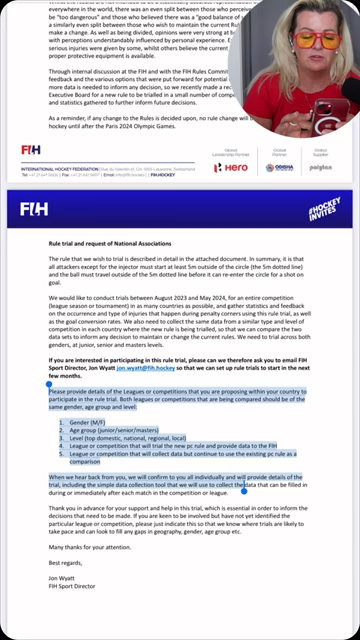 everywhere in the world, there was an even split between those who perceive
be "too dangerous" and those who believed there was a "good balance of s
a similarly even split between those who wish to maintain the current R
make a change. As well as being divided, opinions were very strong at b
with perceptions understandably influenced by personal experience. E
serious injuries were given by some, whilst others believe the current
proper protective equipment is available.
Through internal discussion at the FIH and with the FIH Rules Commit
feedback and the various options that were put forward for potential
more data is needed to inform any decision, so we recently made a rec
Executive Board for a new rule to be trialled in a small number of comp
and statistics gathered to further inform future decisions.
As a reminder, if any change to the Rules is decided upon, no rule change will
hockey until after the Paris 2024 Olympic Games.
FIH
Global
Leadership Partner
Global
Partner
Global
Supplier
Hero
ODISHA
polytan
INTERNATIONAL HOCKEY FEDERATION
FIH
#HOCKEY
INVITES
Rule trial and request of National Associations
The rule that we wish to trial is described in detail in the attached document. In summary, it is
that all attackers except for the injector must start at least 5m outside of the circle (the 5m dotted line)
and the ball must travel outside of the 5m dotted line before it can re-enter the circle for a shot on
goal.
We would like to conduct trials between August 2023 and May 2024, for an entire competition
(league season or tournament) in as many countries as possible, and gather statistics and feedback
on the occurrence and type of injuries that happen during penalty corners using this rule trial, as well
as the goal conversion rates. We also need to collect the same data from a similar type and level of
competition in each country where the new rule is being trialled, so that we can compare the two
data sets to inform any decision to maintain or change the current rules. We need to trial across both
genders, at junior, senior and masters levels.
If you are interested in participating in this rule trial, please can we therefore ask you to email FIH
Sport Director, Jon Wyatt jon.wyatt@fih.hockey so that we can set up rule trials to start in the next
few months.
Please provide details of the Leagues or competitions that you are proposing within your country to
participate in the rule trial. Both leagues or competitions that are being compared should be of the
same gender, age group and level:
1. Gender (M/F)
2. Age group (junior/senior/masters)
3. Level (top domestic, national, regional, local)
4. League or competition that will trial the new pc rule and provide data to the FIH
5. League or competition that will collect data but continue to use the existing pc rule as a
comparison
When we hear back from you, we will confirm to you all individually and will provide details of the
trial, including the simple data collection tool that we will use to collect the data that can be filled in
during or immediately after each match in the competition or league.
Thank you in advance for your support and help in this trial, which is essential in order to inform the
decisions that need to be made. If you are keen to be involved but have not yet identified the
particular league or competition, please just indicate this so that we know where trials are likely to
take place and can look to fill any gaps in geography, gender, age group etc.
Many thanks for your attention.
Best regards,
Jon Wyatt
FIH Sport Director